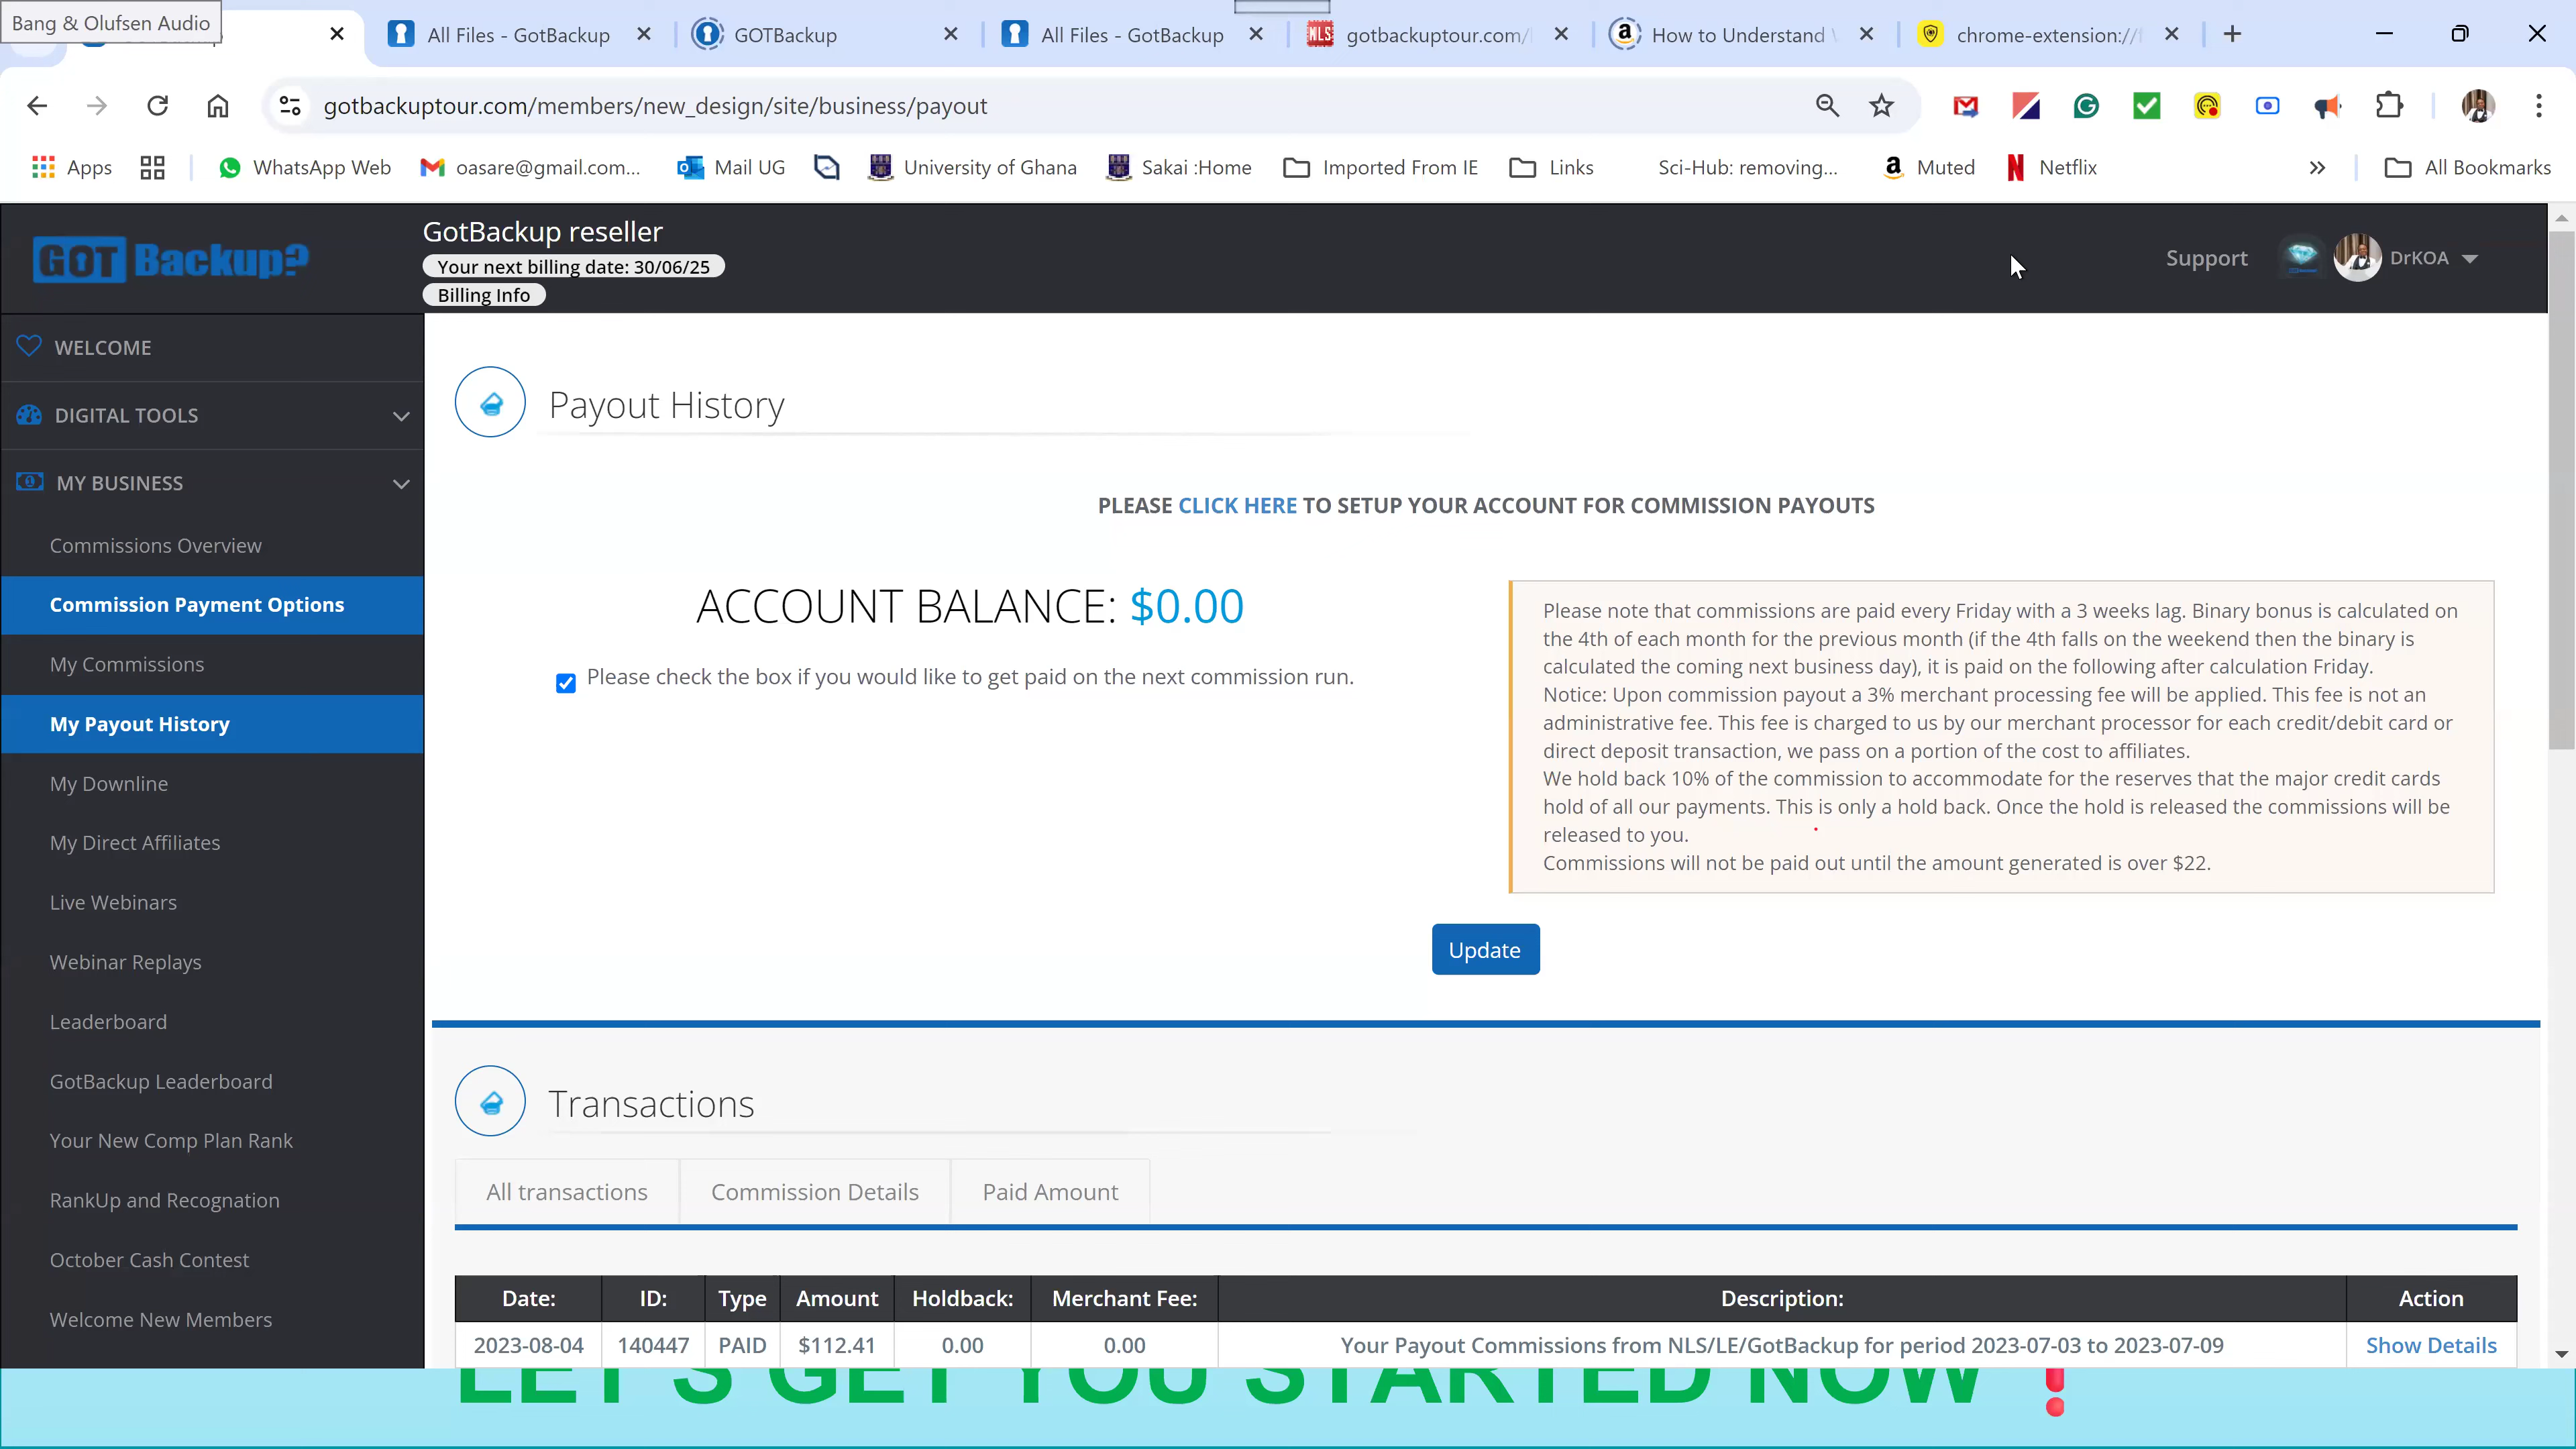 Bang & Olufsen Audio
All Files - GotBackup
GOTBackup
All Files - GotBackup
gotbackuptour.com/
How to Understand
chrome-extension://
gotbackuptour.com/members/new_design/site/business/payout
Apps
WhatsApp Web
oasare@gmail.com...
Mail UG
University of Ghana
Sakai :Home
Imported From IE
Links
Sci-Hub: removing...
Muted
Netflix
All Bookmarks
GOT Backup?
GotBackup reseller
Your next billing date: 30/06/25
Billing Info
Support
DrKOA
WELCOME
DIGITAL TOOLS
MY BUSINESS
Commissions Overview
Commission Payment Options
My Commissions
My Payout History
My Downline
My Direct Affiliates
Live Webinars
Webinar Replays
Leaderboard
GotBackup Leaderboard
Your New Comp Plan Rank
RankUp and Recognation
October Cash Contest
Welcome New Members
Payout History
PLEASE CLICK HERE TO SETUP YOUR ACCOUNT FOR COMMISSION PAYOUTS
ACCOUNT BALANCE: $0.00
Please check the box if you would like to get paid on the next commission run.
Please note that commissions are paid every Friday with a 3 weeks lag. Binary bonus is calculated on
the 4th of each month for the previous month (if the 4th falls on the weekend then the binary is
calculated the coming next business day), it is paid on the following after calculation Friday.
Notice: Upon commission payout a 3% merchant processing fee will be applied. This fee is not an
administrative fee. This fee is charged to us by our merchant processor for each credit/debit card or
direct deposit transaction, we pass on a portion of the cost to affiliates.
We hold back 10% of the commission to accommodate for the reserves that the major credit cards
hold of all our payments. This is only a hold back. Once the hold is released the commissions will be
released to you.
Commissions will not be paid out until the amount generated is over $22.
Update
Transactions
All transactions
Commission Details
Paid Amount
Date: ID: Type Amount Holdback: Merchant Fee: Description: Action
2023-08-04 140447 PAID $112.41 0.00 0.00 Your Payout Commissions from NLS/LE/GotBackup for period 2023-07-03 to 2023-07-09 Show Details
LET'S GET YOU STARTED NOW !